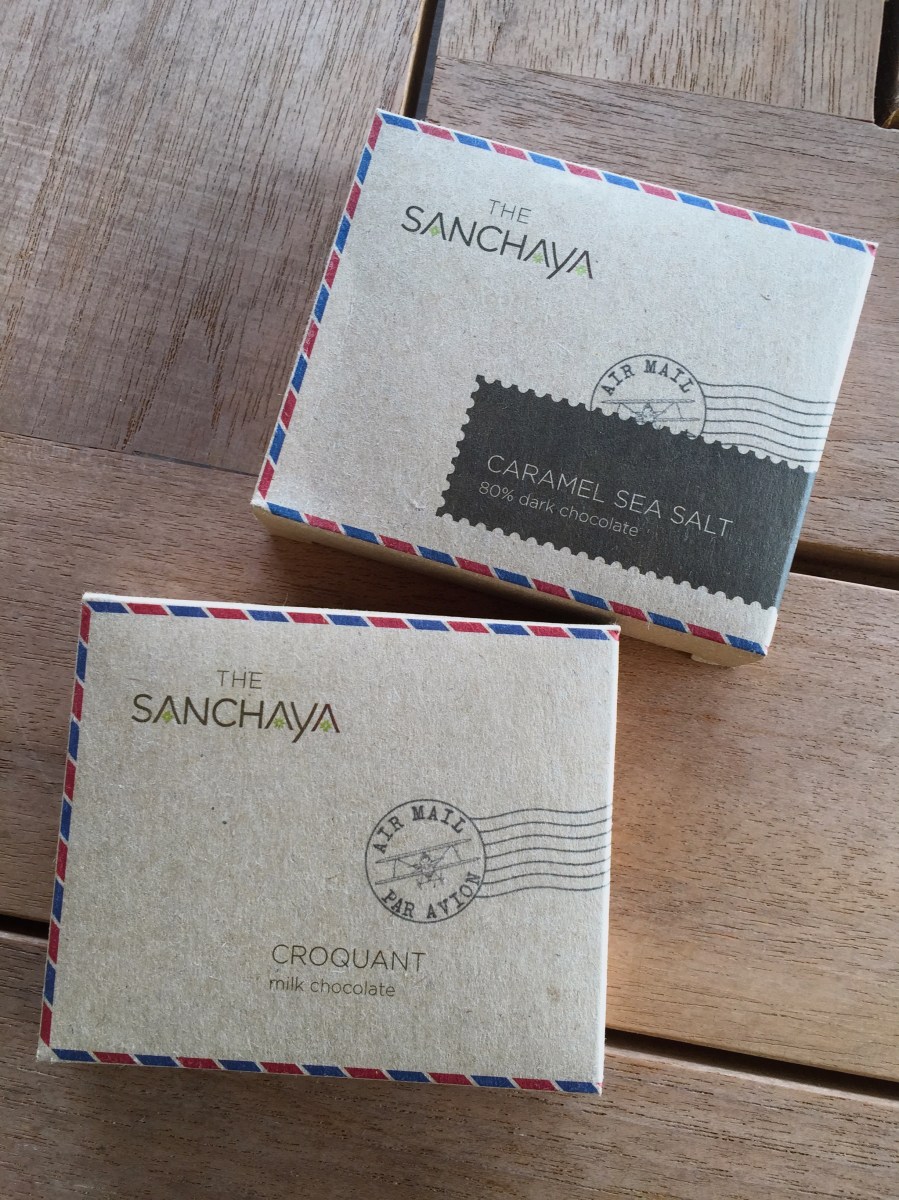 THE
SANCHAYA
AIR MAIL
CARAMEL SEA SALT
80% dark chocolate
THE
SANCHAYA
AIR MAIL
PAR AVION
CROQUANT
milk chocolate